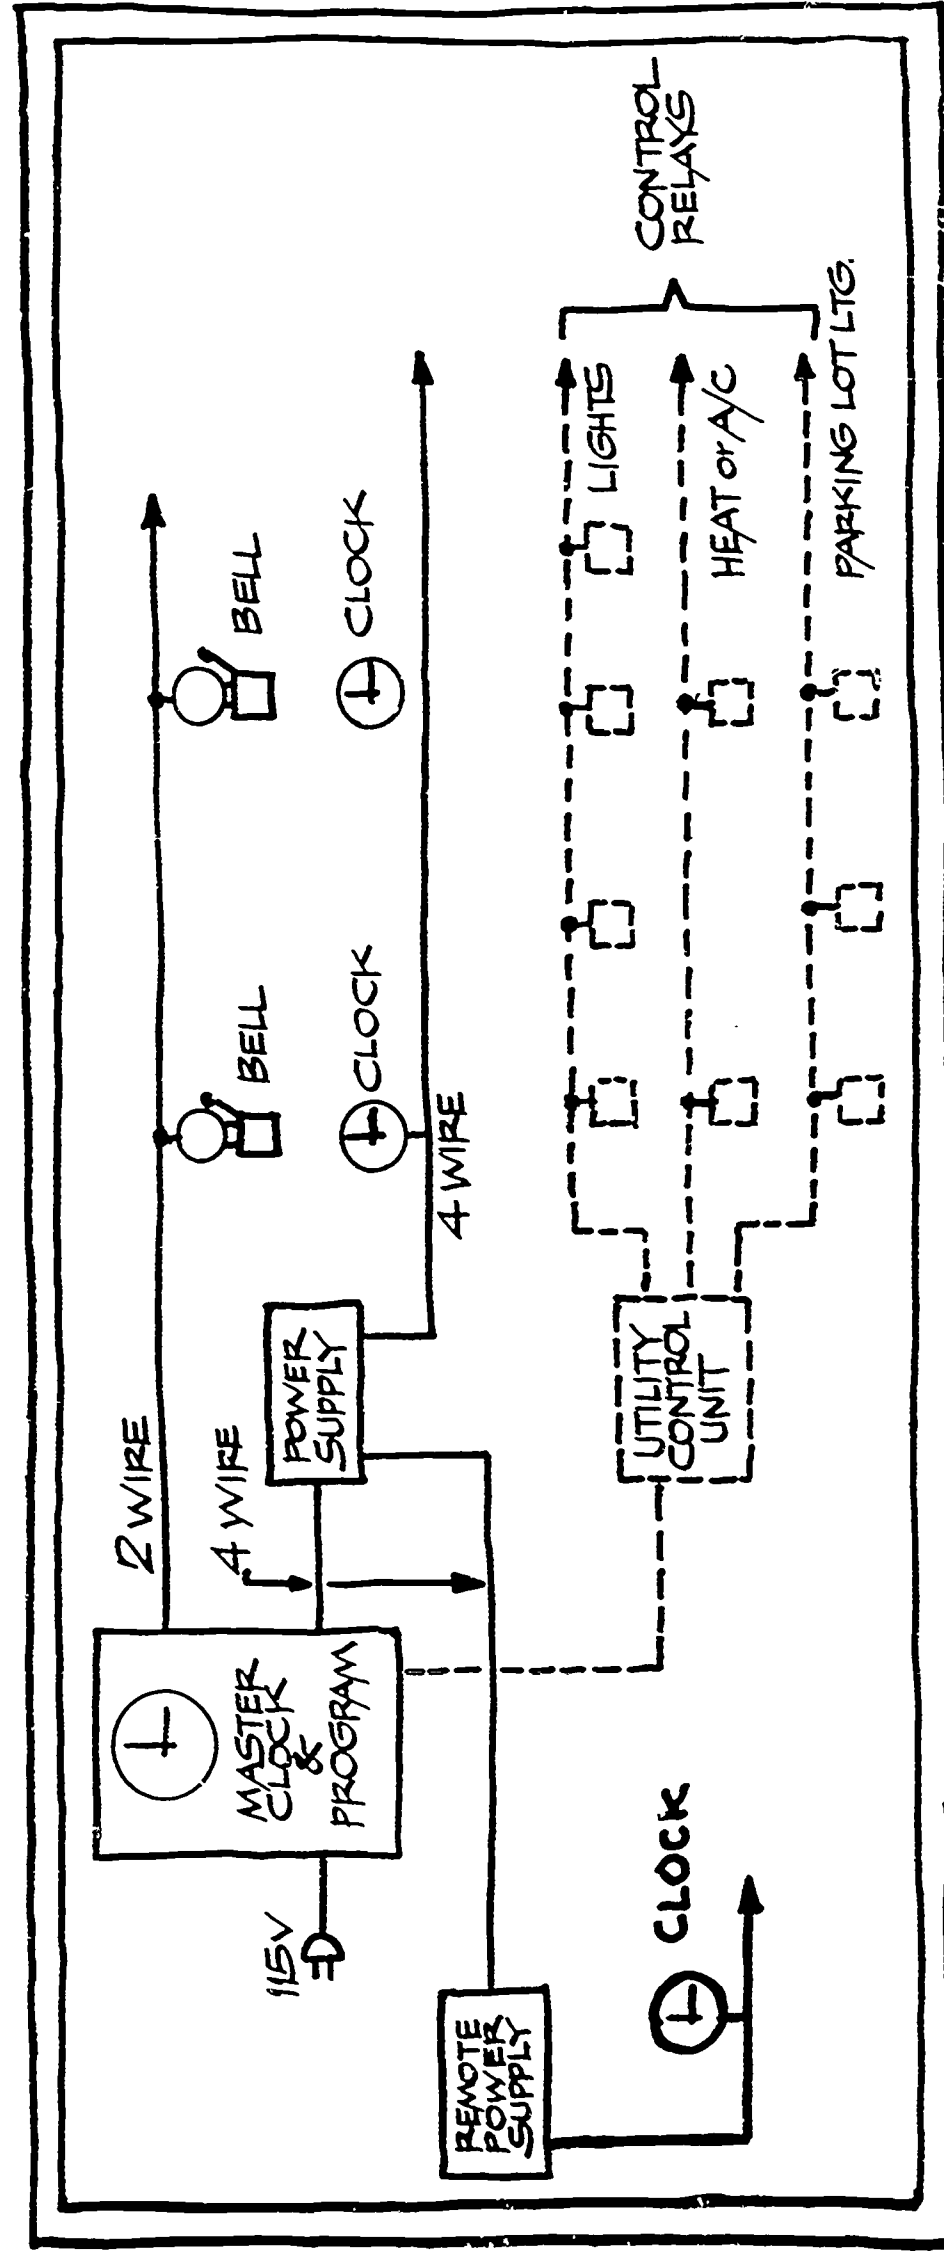 2 WIRE
BELL
BELL
4 WIRE
MASTER
CLOCK
&
PROGRAM
115V
POWER
SUPPLY
CLOCK
CLOCK
4 WIRE
REMOTE
POWER
SUPPLY
CLOCK
UTILITY
CONTROL
UNIT
LIGHTS
HEAT or A/C
PARKING LOT LTG.
CONTROL
RELAYS